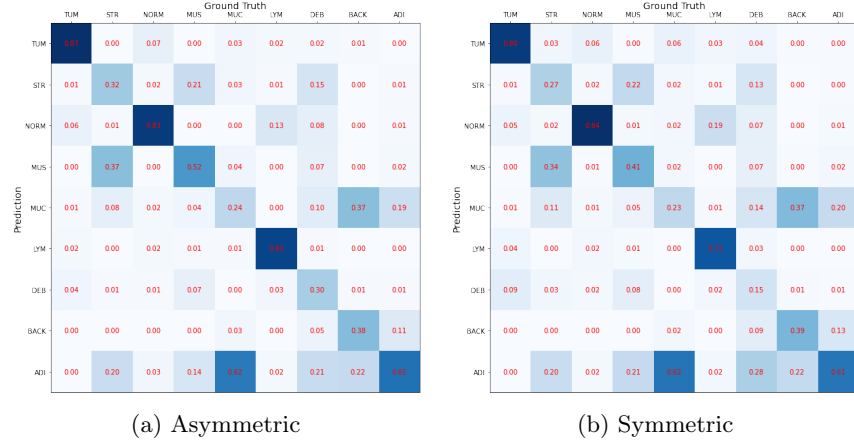 Ground Truth Ground Truth
TUM STR NORM MUS MUC LYM DEB BACK ADI TUM STR NORM MUS MUC LYM DEB BACK ADI
TUM 0.00 0.07 0.00 0.03 0.02 0.02 0.01 0.00 TUM 0.03 0.06 0.00 0.06 0.03 0.04 0.00 0.00
STR 0.01 0.32 0.02 0.21 0.03 0.01 0.15 0.00 0.01 STR 0.01 0.27 0.02 0.22 0.02 0.01 0.13 0.00 0.01
NORM 0.06 0.01 0.00 0.00 0.13 0.08 0.00 0.01 NORM 0.05 0.02 0.01 0.02 0.19 0.07 0.00 0.01
MUS 0.00 0.37 0.00 0.52 0.04 0.00 0.07 0.00 0.02 MUS 0.00 0.34 0.01 0.41 0.02 0.00 0.07 0.00 0.02
Prediction Prediction
MUC 0.01 0.08 0.02 0.04 0.24 0.00 0.10 0.37 0.19 MUC 0.01 0.11 0.01 0.05 0.23 0.01 0.14 0.37 0.20
LYM 0.02 0.00 0.02 0.01 0.01 0.01 0.00 0.00 LYM 0.04 0.00 0.02 0.01 0.00 0.03 0.00 0.00
DEB 0.04 0.01 0.01 0.07 0.00 0.03 0.30 0.01 0.01 DEB 0.09 0.03 0.02 0.08 0.00 0.02 0.15 0.01 0.01
BACK 0.00 0.00 0.00 0.00 0.03 0.00 0.05 0.38 0.11 BACK 0.00 0.00 0.00 0.00 0.02 0.00 0.09 0.39 0.13
ADI 0.00 0.20 0.03 0.14 0.62 0.02 0.21 0.22 ADI 0.00 0.20 0.02 0.21 0.02 0.28 0.22
(a) Asymmetric (b) Symmetric